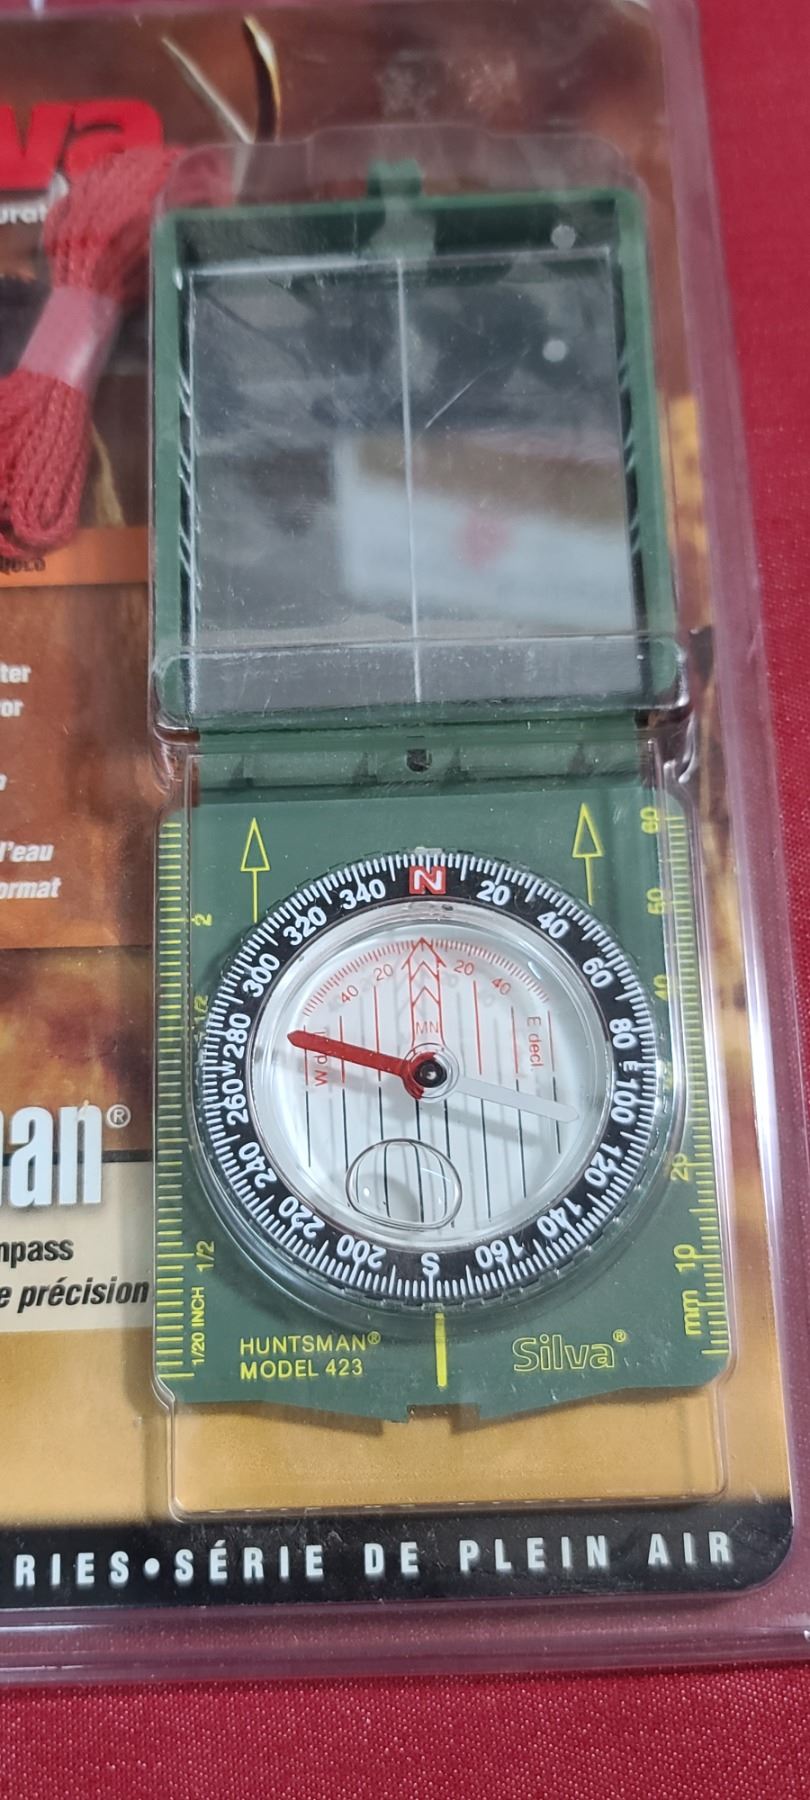 va
urat
ter
or
l'eau
ormat
man®
mpass
e précision
N
20
40
60
80
E
100
120
140
160
S
200
220
240
260
W
280
300
320
340
40
20
20
40
MN
W decl.
E decl.
2
1/2
1/2
1/20 INCH
60
50
40
20
10
mm
HUNTSMAN®
MODEL 423
Silva®
RIES•SÉRIE DE PLEIN AIR